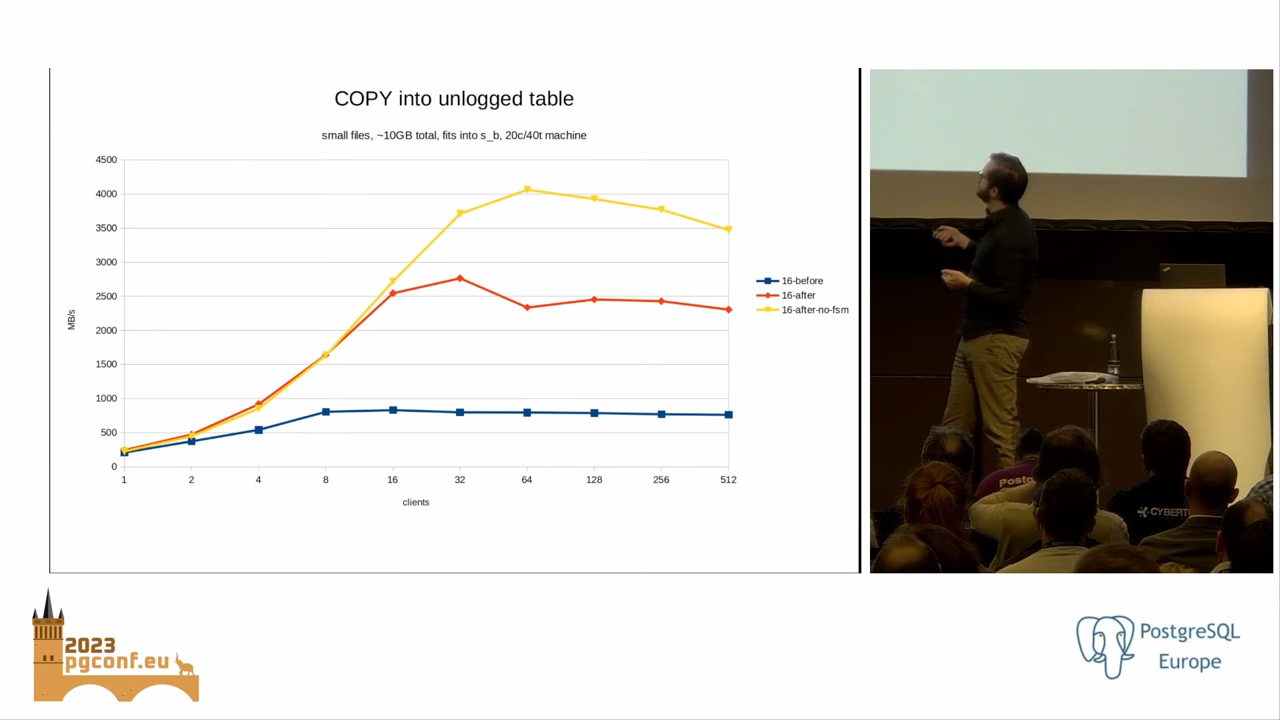 COPY into unlogged table
small files, ~10GB total, fits into s_b, 20c/40t machine
4500
4000
3500
3000
2500
2000
1500
1000
500
0
MB/s
1 2 4 8 16 32 64 128 256 512
clients
16-before
16-after
16-after-no-fsm
Postg
CYBERT
2023
pgconf.eu
PostgreSQL
Europe